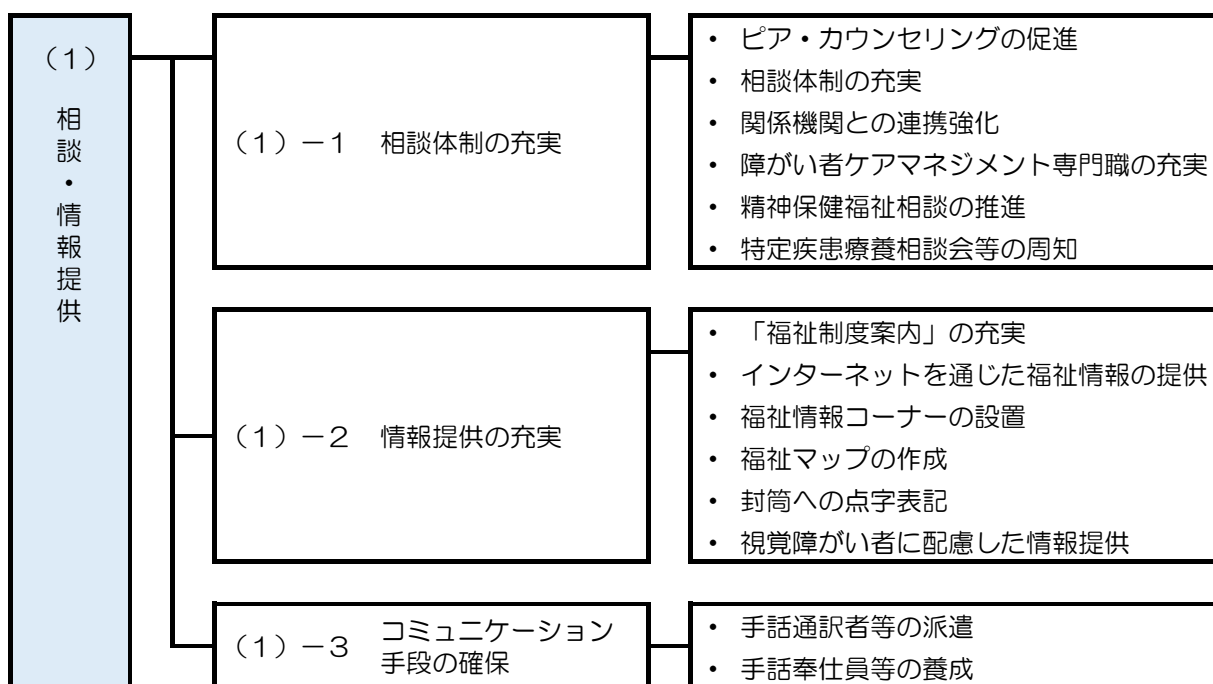 （１）
相談・情報提供
（１）－１　相談体制の充実
・ ピア・カウンセリングの促進
・ 相談体制の充実
・ 関係機関との連携強化
・ 障がい者ケアマネジメント専門職の充実
・ 精神保健福祉相談の推進
・ 特定疾患療養相談会等の周知
（１）－２　情報提供の充実
・ 「福祉制度案内」の充実
・ インターネットを通じた福祉情報の提供
・ 福祉情報コーナーの設置
・ 福祉マップの作成
・ 封筒への点字表記
・ 視覚障がい者に配慮した情報提供
（１）－３　コミュニケーション
手段の確保
・ 手話通訳者等の派遣
・ 手話奉仕員等の養成